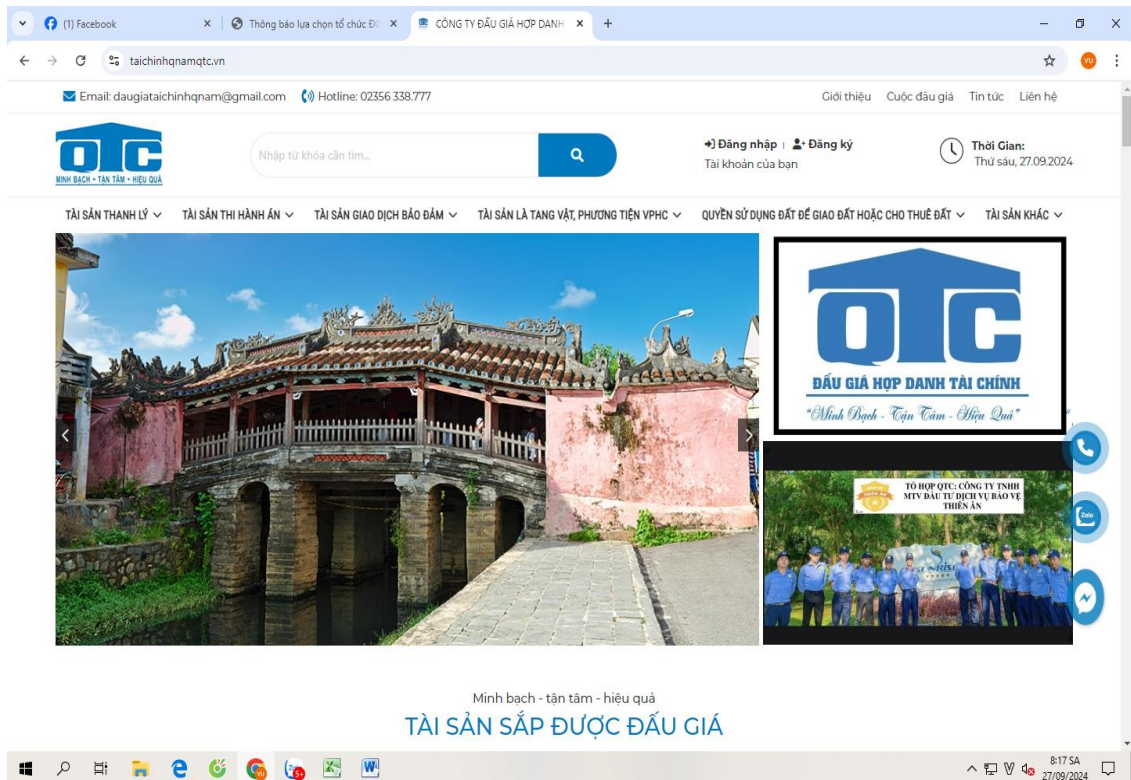 (1) Facebook
Thông báo lựa chọn tổ chức ĐG
CÔNG TY ĐẤU GIÁ HỢP DANH
taichinhqnamqtc.vn
VU
Email: daugiataichinhqnam@gmail.com
Hotline: 02356 338.777
Giới thiệu
Cuộc đấu giá
Tin tức
Liên hệ
QTC
MINH BẠCH - TẬN TÂM - HIỆU QUẢ
Nhập từ khóa cần tìm...
Đăng nhập | Đăng ký
Tài khoản của bạn
Thời Gian:
Thứ sáu, 27.09.2024
TÀI SẢN THANH LÝ
TÀI SẢN THI HÀNH ÁN
TÀI SẢN GIAO DỊCH BẢO ĐẢM
TÀI SẢN LÀ TANG VẬT, PHƯƠNG TIỆN VPHC
QUYỀN SỬ DỤNG ĐẤT ĐỂ GIAO ĐẤT HOẶC CHO THUÊ ĐẤT
TÀI SẢN KHÁC
QTC
ĐẤU GIÁ HỢP DANH TÀI CHÍNH
"Minh Bạch - Tận Tâm - Hiệu Quả"
TỔ HỢP QTC: CÔNG TY TNHH
MTV ĐẦU TƯ DỊCH VỤ BẢO VỆ
THIÊN ÂN
Zalo
Minh bạch - tận tâm - hiệu quả
TÀI SẢN SẮP ĐƯỢC ĐẤU GIÁ
5+
8:17 SA
27/09/2024